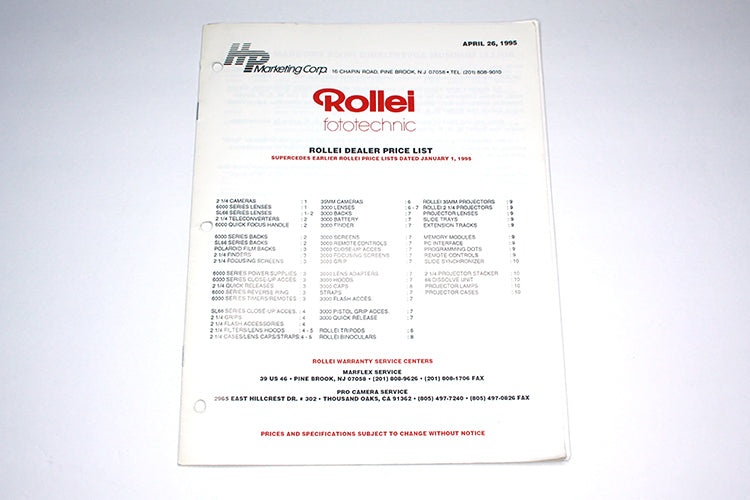 APRIL 26, 1995
HP Marketing Corp. 16 CHAPIN ROAD, PINE BROOK, NJ 07058 • TEL. (201) 808-9010
Rollei
fototechnic
ROLLEI DEALER PRICE LIST
SUPERCEDES EARLIER ROLLEI PRICE LISTS DATED JANUARY 1, 1995
2 1/4 CAMERAS : 1 35MM CAMERAS : 6 ROLLEI 35MM PROJECTORS : 9
6000 SERIES LENSES : 1 3000 LENSES : 6 - 7 ROLLEI 2 1/4 PROJECTORS : 9
SL66 SERIES LENSES : 1 - 2 3000 BACKS : 7 PROJECTOR LENSES : 9
2 1/4 TELECONVERTERS : 2 3000 BATTERY : 7 SLIDE TRAYS : 9
6000 QUICK FOCUS HANDLE : 2 3000 FINDER : 7 EXTENSION TRACKS : 9
6000 SERIES BACKS : 2 3000 SCREENS : 7 MEMORY MODULES : 9
SL66 SERIES BACKS : 2 3000 REMOTE CONTROLS : 7 PC INTERFACE : 9
POLAROID FILM BACKS : 3 3000 CLOSE-UP ACCES. : 7 PROGRAMMING DOTS : 9
2 1/4 FINDERS : 3 3000 FOCUSING SCREENS : 7 REMOTE CONTROLS : 9
2 1/4 FOCUSING SCREENS : 3 3000 GRIP : 7 SLIDE SYNCHRONIZER : 10
6000 SERIES POWER SUPPLIES : 3 3000 LENS ADAPTERS : 7 2 1/4 PROJECTOR STACKER : 10
6000 SERIES CLOSE-UP ACCES. : 3 3000 HOODS : 7 66 DISSOLVE UNIT : 10
2 1/4 QUICK RELEASES : 3 3000 CAPS PROJECTOR LAMPS : 10
6000 SERIES REVERSE RING : 3 STRAPS : 7 PROJECTOR CASES : 10
6000 SERIES TIMERS/REMOTES : 3 3000 FLASH ACCES. : 7
SL66 SERIES CLOSE-UP ACCES. : 4 3000 PISTOL GRIP ACCES. : 7
2 1/4 GRIPS : 4 3000 QUICK RELEASE : 7
2 1/4 FLASH ACCESSORIES : 4
2 1/4 FILTERS/LENS HOODS : 4 - 5 ROLLEI TRIPODS : 8
2 1/4 CASES/LENS CAPS/STRAPS : 4 - 5 ROLLEI BINOCULARS : 8
ROLLEI WARRANTY SERVICE CENTERS
MARFLEX SERVICE
39 US 46 • PINE BROOK, NJ 07058 • (201) 808-9626 • (201) 808-1706 FAX
PRO CAMERA SERVICE
2965 EAST HILLCREST DR. # 302 • THOUSAND OAKS, CA 91362 • (805) 497-7240 • (805) 497-0826 FAX
PRICES AND SPECIFICATIONS SUBJECT TO CHANGE WITHOUT NOTICE